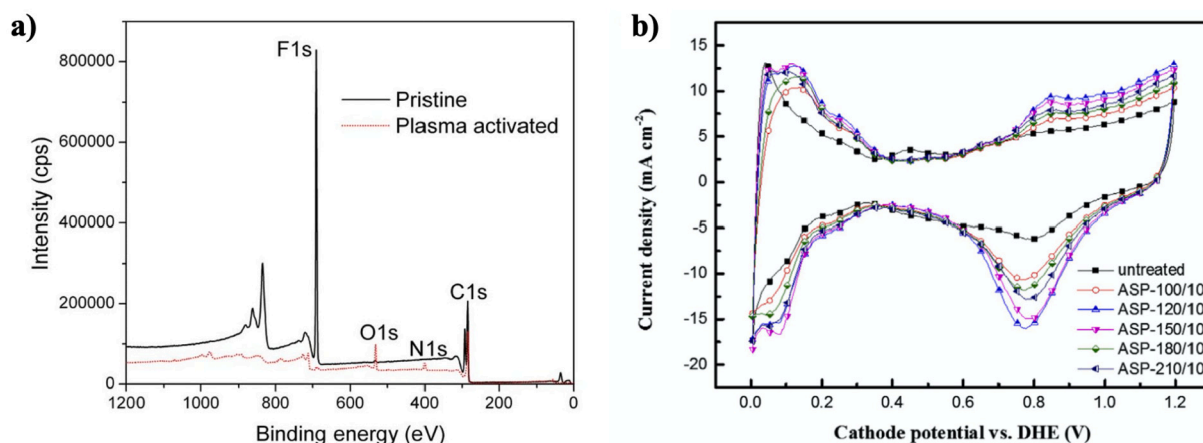 a)
800000
600000
400000
200000
0
Intensity (cps)
F1s
O1s
N1s
C1s
Pristine
Plasma activated
1200 1000 800 600 400 200 0
Binding energy (eV)
b)
20
15
10
5
0
-5
-10
-15
-20
Current density (mA cm⁻²)
untreated
ASP-100/10
ASP-120/10
ASP-150/10
ASP-180/10
ASP-210/10
0.0 0.2 0.4 0.6 0.8 1.0 1.2
Cathode potential vs. DHE (V)